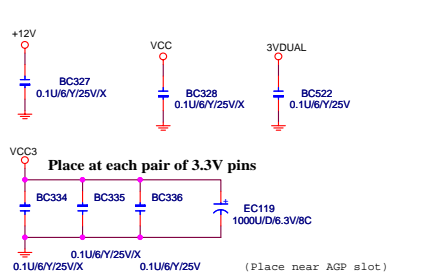 +12V
VCC
3VDUAL
BC327
0.1U/6/Y/25V/X
BC328
0.1U/6/Y/25V/X
BC522
0.1U/6/Y/25V
VCC3
Place at each pair of 3.3V pins
BC334
BC335
BC336
EC119
1000U/D/6.3V/8C
0.1U/6/Y/25V/X
0.1U/6/Y/25V/X
0.1U/6/Y/25V
(Place near AGP slot)